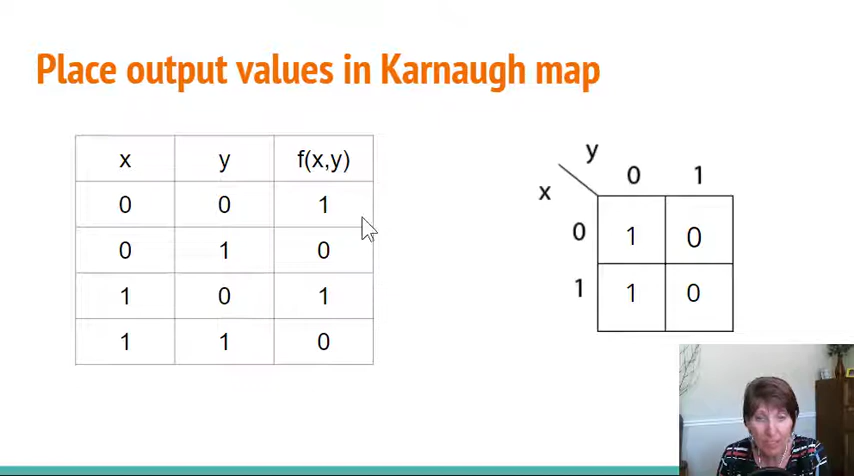 Place output values in Karnaugh map
x y f(x,y)
0 0 1
0 1 0
1 0 1
1 1 0
y
x 0 1
0 1 0
1 1 0